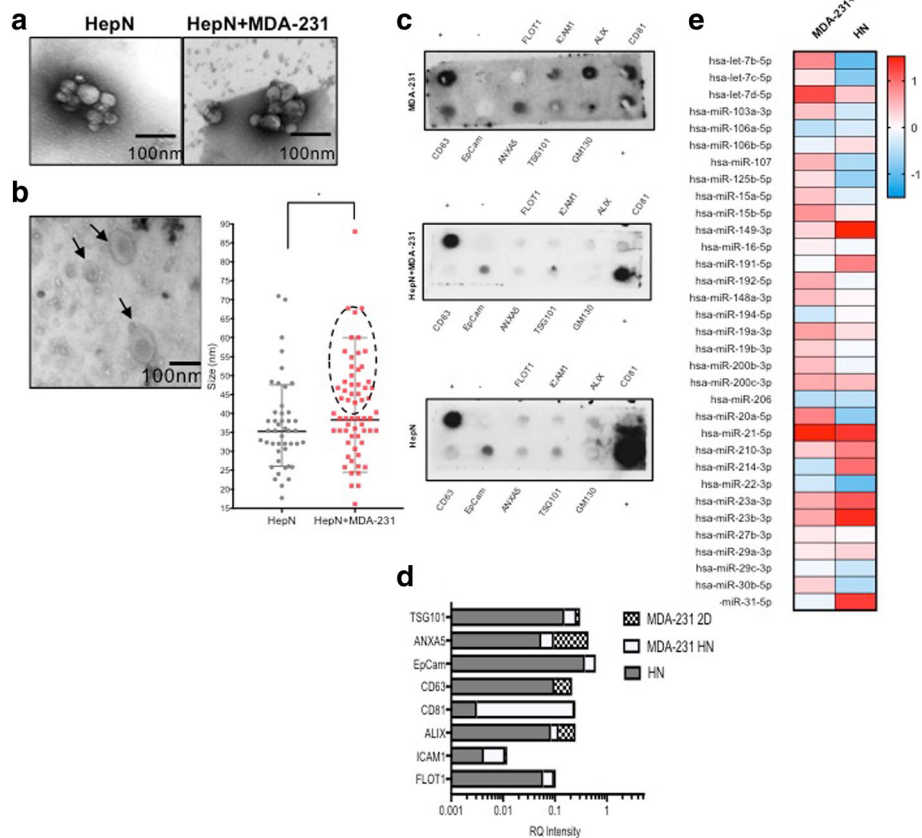 a
HepN
HepN+MDA-231
100nm
100nm
b
100nm
*
Size (nm)
90
85
80
75
70
65
60
55
50
45
40
35
30
25
20
15
HepN
HepN+MDA-231
c
MDA-231
+ - FLOT1 ICAM1 ALIX CD81
CD63 EpCam ANXA5 TSG101 GM130 +
HepN+MDA-231
+ - FLOT1 ICAM1 ALIX CD81
CD63 EpCam ANXA5 TSG101 GM130 +
HepN
+ - FLOT1 ICAM1 ALIX CD81
CD63 EpCam ANXA5 TSG101 GM130 +
d
TSG101
ANXA5
EpCam
CD63
CD81
ALIX
ICAM1
FLOT1
0.001 0.01 0.1 1
RQ Intensity
MDA-231 2D
MDA-231 HN
HN
e
HN
hsa-let-7b-5p
hsa-let-7c-5p
hsa-let-7d-5p
hsa-miR-103a-3p
hsa-miR-106a-5p
hsa-miR-106b-5p
hsa-miR-107
hsa-miR-125b-5p
hsa-miR-15a-5p
hsa-miR-15b-5p
hsa-miR-149-3p
hsa-miR-16-5p
hsa-miR-191-5p
hsa-miR-192-5p
hsa-miR-148a-3p
hsa-miR-194-5p
hsa-miR-19a-3p
hsa-miR-19b-3p
hsa-miR-200b-3p
hsa-miR-200c-3p
hsa-miR-206
hsa-miR-20a-5p
hsa-miR-21-5p
hsa-miR-210-3p
hsa-miR-214-3p
hsa-miR-22-3p
hsa-miR-23a-3p
hsa-miR-23b-3p
hsa-miR-27b-3p
hsa-miR-29a-3p
hsa-miR-29c-3p
hsa-miR-30b-5p
-miR-31-5p
1
0
-1